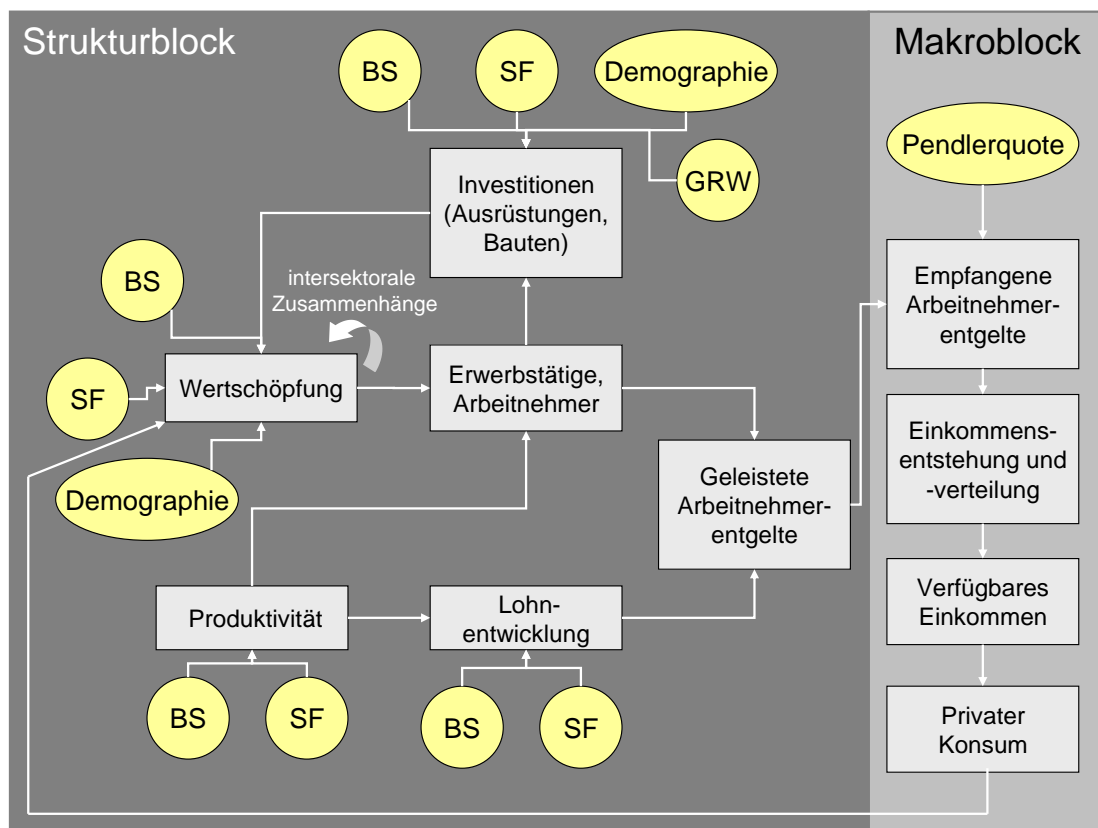 Strukturblock
Makroblock
BS
SF
Demographie
Pendlerquote
GRW
Investitionen
(Ausrüstungen,
Bauten)
BS
intersektorale
Zusammenhänge
Empfangene
Arbeitnehmer-
entgelte
SF
Wertschöpfung
Erwerbstätige,
Arbeitnehmer
Demographie
Geleistete
Arbeitnehmer-
entgelte
Einkommens-
entstehung und
-verteilung
Produktivität
Lohn-
entwicklung
Verfügbares
Einkommen
BS
SF
BS
SF
Privater
Konsum